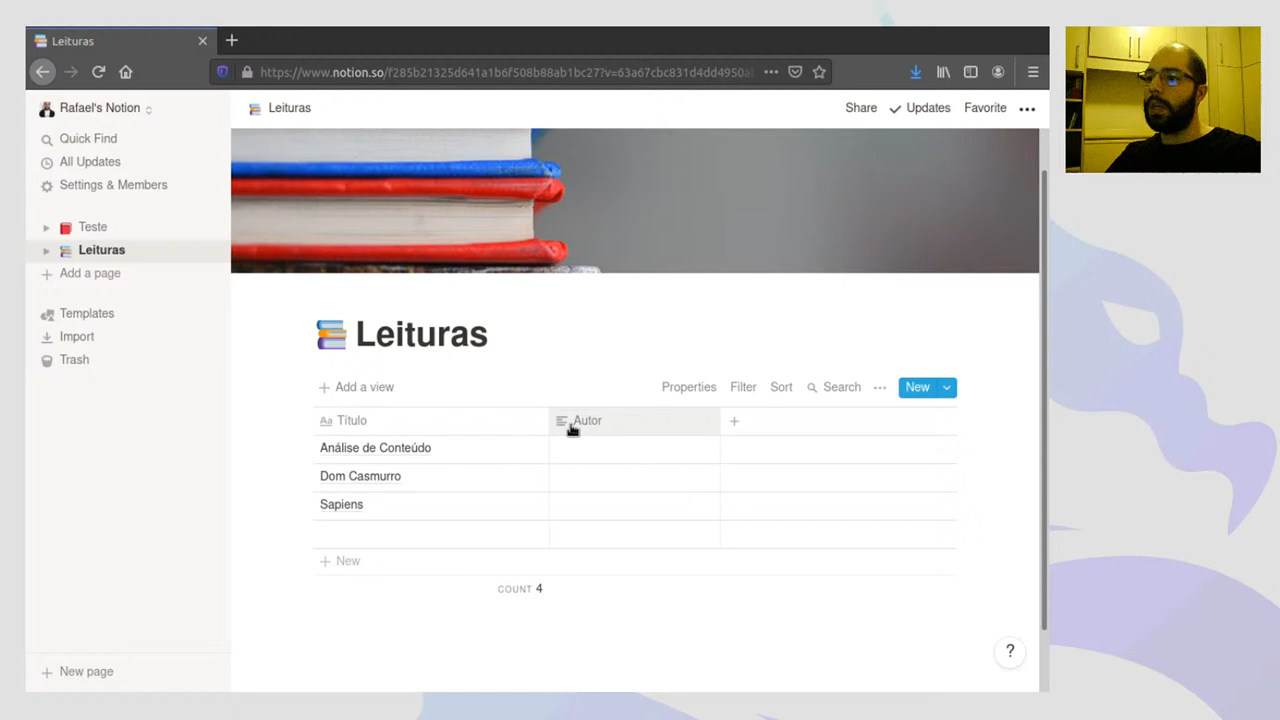 Leituras
https://www.notion.so/f285b21325d641a1b6f508b88ab1bc27?v=63a67cbc831d4dd4950a
Rafael's Notion
Leituras
Share
Updates
Favorite
Quick Find
All Updates
Settings & Members
Teste
Leituras
Add a page
Templates
Import
Trash
Leituras
Add a view
Properties
Filter
Sort
Search
New
Aa Título
Autor
Análise de Conteúdo
Dom Casmurro
Sapiens
New
COUNT 4
New page
?